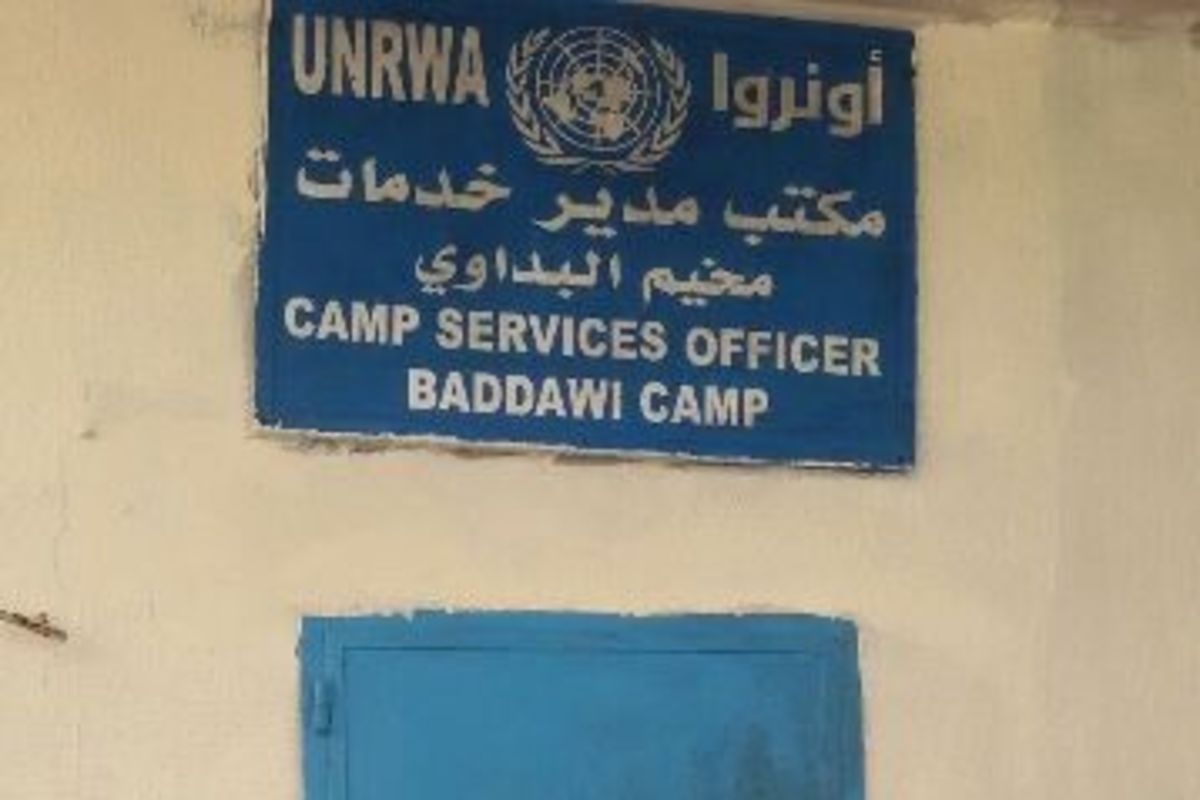 UNRWA أونروا
مكتب مدير خدمات
مخيم البداوي
CAMP SERVICES OFFICER
BADDAWI CAMP